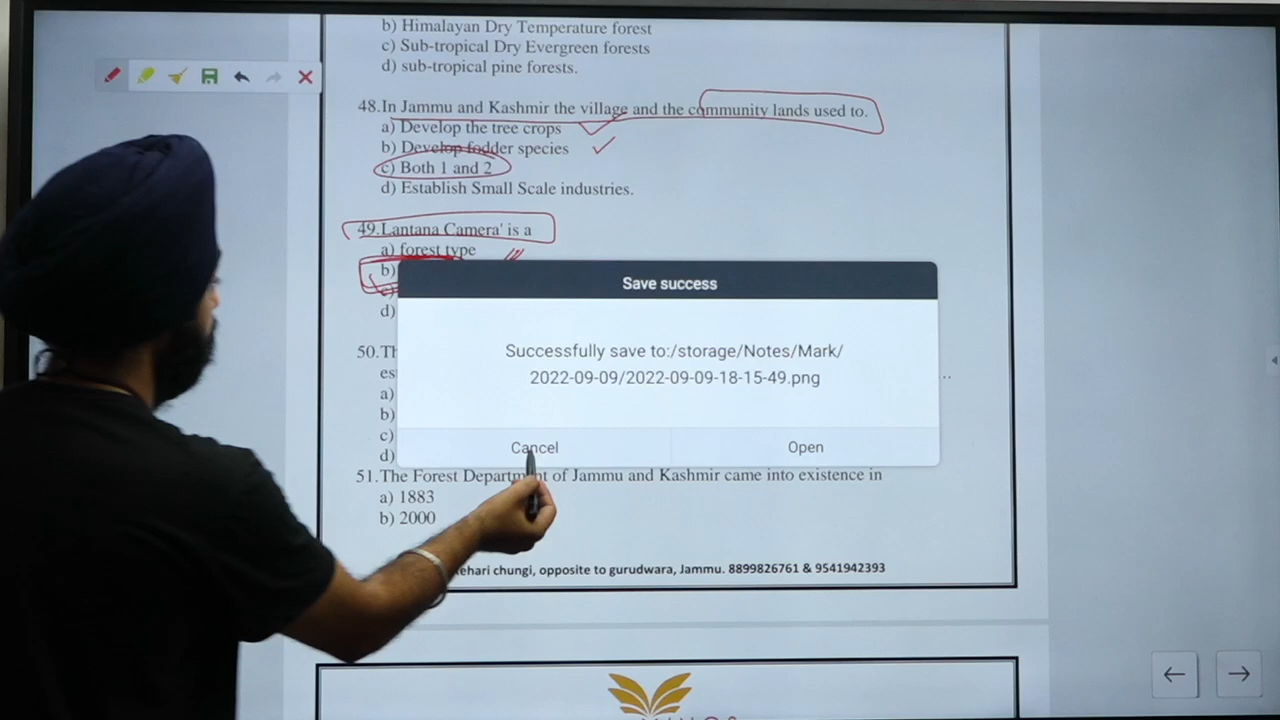 b) Himalayan Dry Temperature forest
c) Sub-tropical Dry Evergreen forests
d) sub-tropical pine forests.
48.In Jammu and Kashmir the village and the community lands used to.
a) Develop the tree crops
b) Develop fodder species
c) Both 1 and 2
d) Establish Small Scale industries.
49.Lantana Camera' is a
a) forest type
b)
d)
Save success
Successfully save to:/storage/Notes/Mark/
2022-09-09/2022-09-09-18-15-49.png
Cancel
Open
50.Th
es
a)
b)
c)
d)
51.The Forest Department of Jammu and Kashmir came into existence in
a) 1883
b) 2000
ehari chungi, opposite to gurudwara, Jammu. 8899826761 & 9541942393